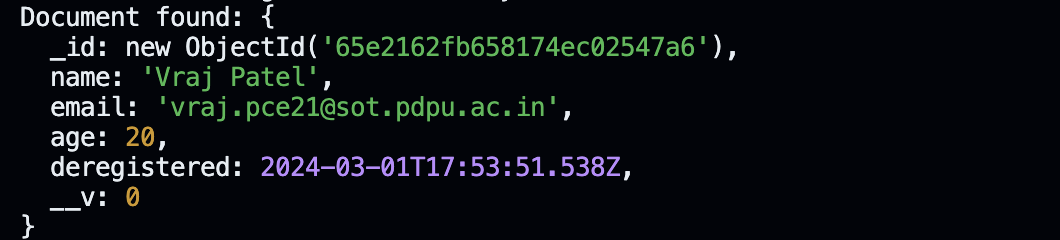 Document found: {
  _id: new ObjectId('65e2162fb658174ec02547a6'),
  name: 'Vraj Patel',
  email: 'vraj.pce21@sot.pdpu.ac.in',
  age: 20,
  deregistered: 2024-03-01T17:53:51.538Z,
  __v: 0
}